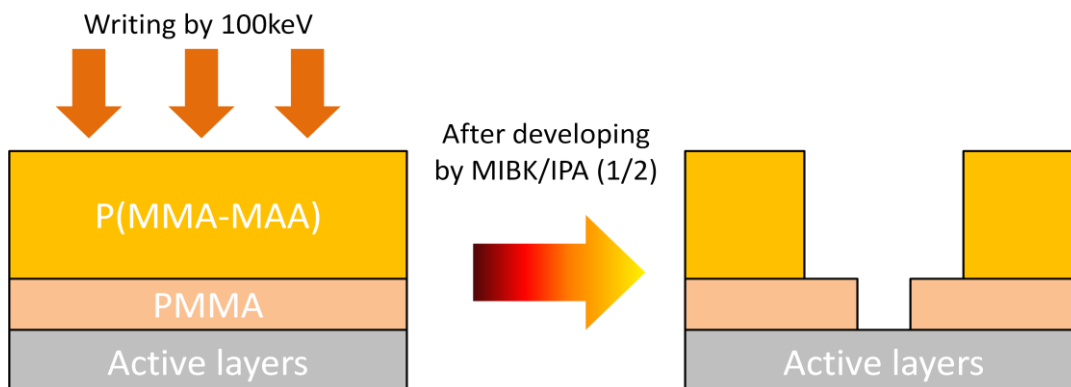 Writing by 100keV
After developing
by MIBK/IPA (1/2)
P(MMA-MAA)
PMMA
Active layers
Active layers